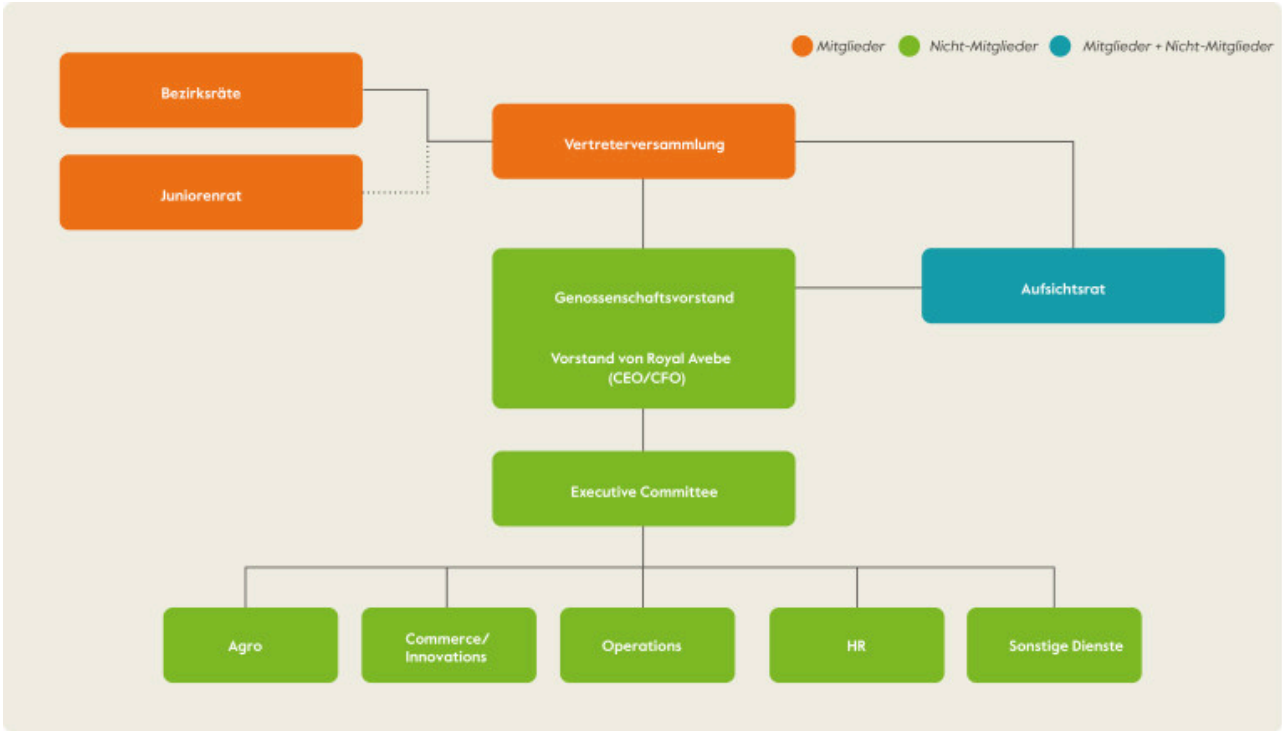 Mitglieder
Nicht-Mitglieder
Mitglieder + Nicht-Mitglieder
Bezirksräte
Juniorenrat
Vertreterversammlung
Genossenschaftsvorstand
Vorstand von Royal Avebe
(CEO/CFO)
Aufsichtsrat
Executive Committee
Agro
Commerce/
Innovations
Operations
HR
Sonstige Dienste